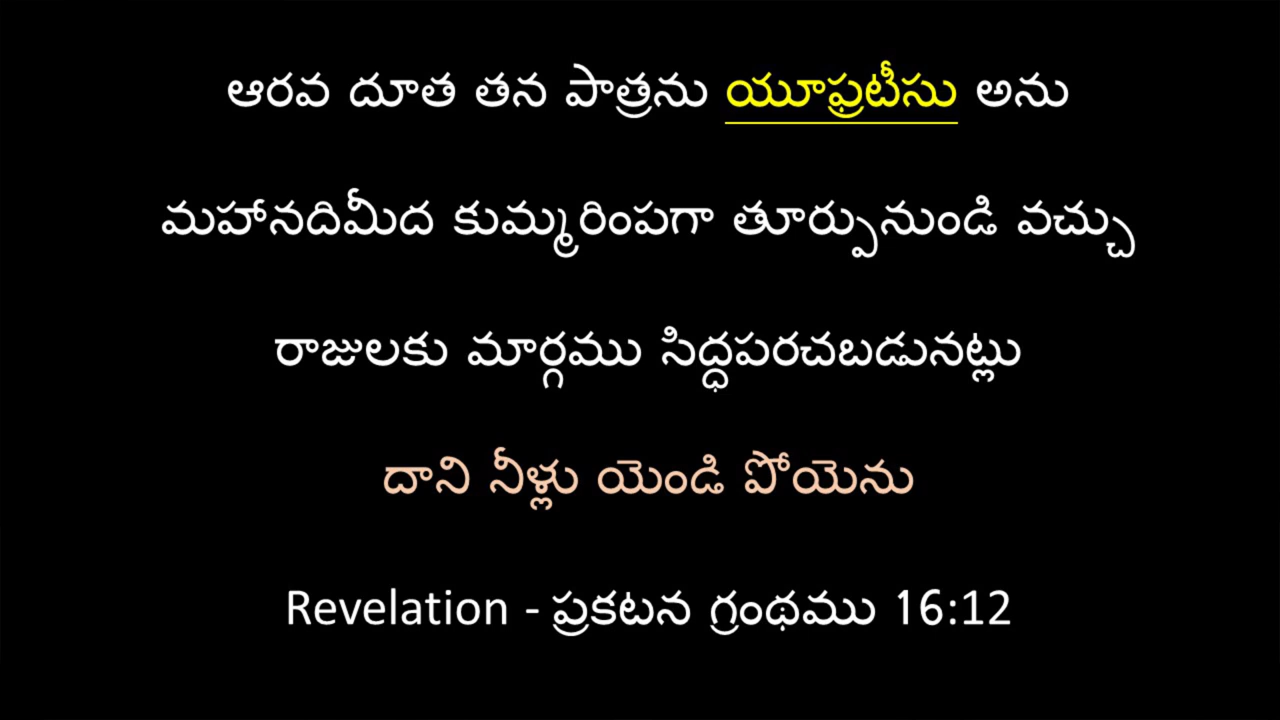 ఆరవ దూత తన పాత్రను యూఫ్రటీసు అను
మహానదిమీద కుమ్మరింపగా తూర్పునుండి వచ్చు
రాజులకు మార్గము సిద్ధపరచబడునట్లు
దాని నీళ్లు యెండి పోయెను
Revelation - ప్రకటన గ్రంథము 16:12